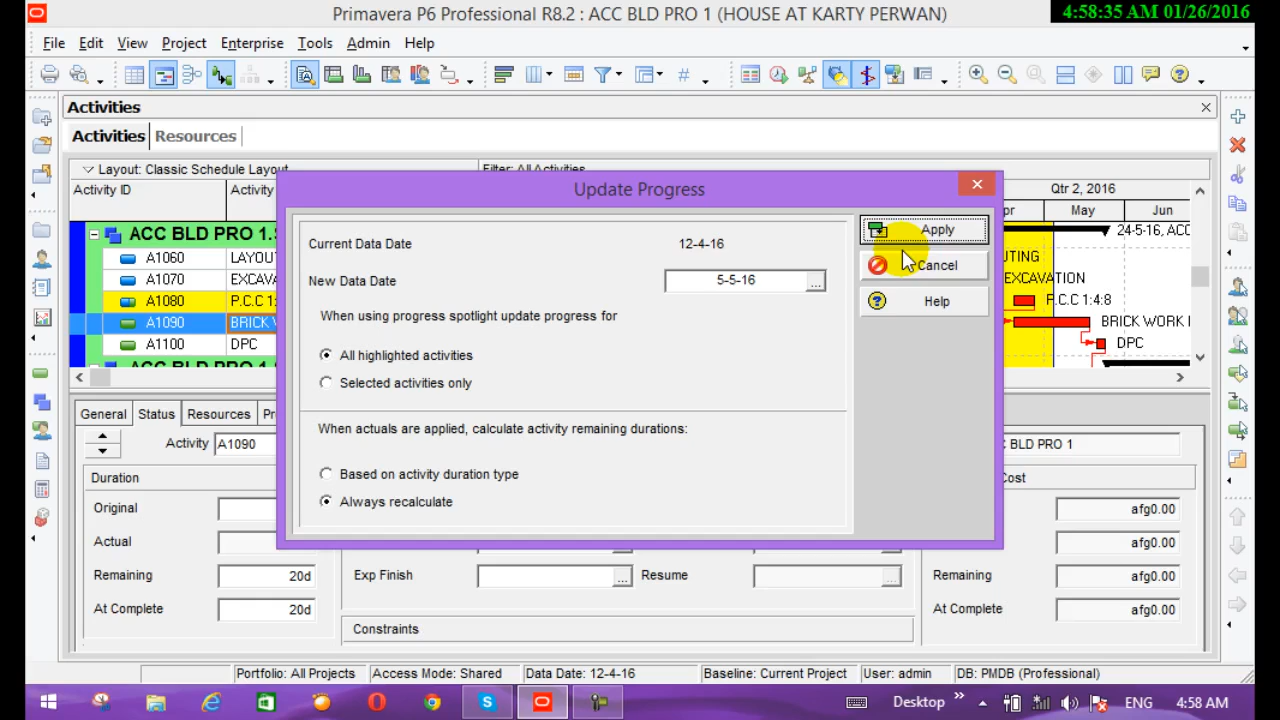 Primavera P6 Professional R8.2 : ACC BLD PRO 1 (HOUSE AT KARTY PERWAN)
4:58:35 AM 01/26/2016
File Edit View Project Enterprise Tools Admin Help
Activities
Activities Resources
Layout: Classic Schedule Layout Filter: All Activities
Activity ID Activity Qtr 2, 2016
pr May Jun
ACC BLD PRO 1. 24-5-16, ACC
A1060 LAYOU UTING
A1070 EXCAVA EXCAVATION
A1080 P.C.C 1: P.C.C 1:4:8
A1090 BRICK W BRICK WORK I
A1100 DPC DPC
Update Progress
Current Data Date 12-4-16
New Data Date 5-5-16 ...
When using progress spotlight update progress for
All highlighted activities
Selected activities only
When actuals are applied, calculate activity remaining durations:
Based on activity duration type
Always recalculate
Apply
Cancel
Help
General Status Resources
Activity A1090 BLD PRO 1
Duration Cost
Original afg0.00
Actual afg0.00
Remaining 20d Exp Finish ... Resume ... Remaining afg0.00
At Complete 20d At Complete afg0.00
Constraints
Portfolio: All Projects Access Mode: Shared Data Date: 12-4-16 Baseline: Current Project User: admin DB: PMDB (Professional)
Desktop » ENG 4:58 AM